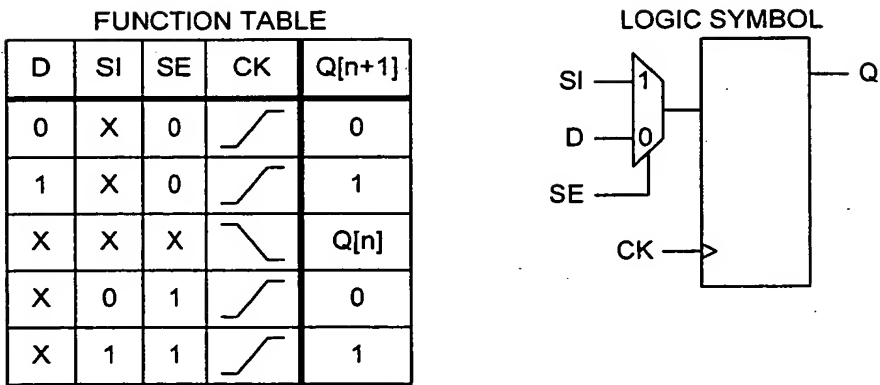 FUNCTION TABLE
D SI SE CK Q[n+1]
0 X 0 0
1 X 0 1
X X X Q[n]
X 0 1 0
X 1 1 1
LOGIC SYMBOL
SI 1 Q
D 0
SE
CK